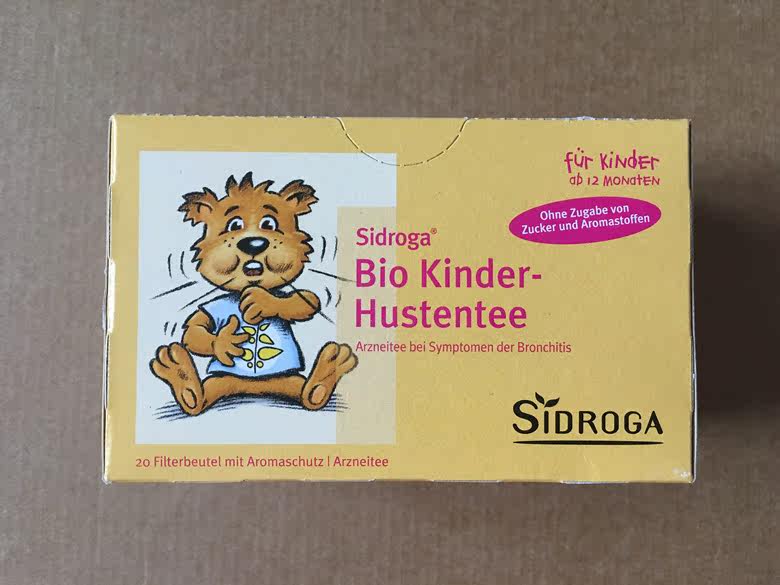 für Kinder
ab 12 Monaten
Ohne Zugabe von
Zucker und Aromastoffen
Sidroga®
Bio Kinder-
Hustentee
Arzneitee bei Symptomen der Bronchitis
SIDROGA
20 Filterbeutel mit Aromaschutz | Arzneitee